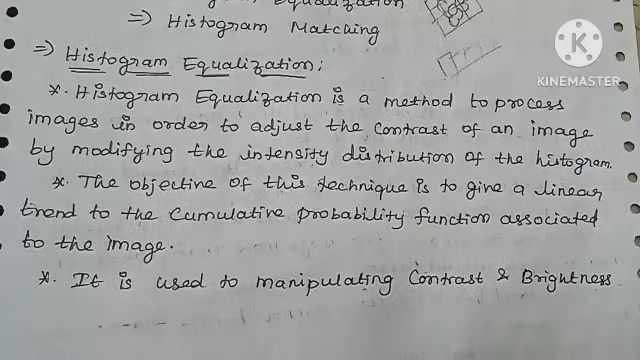 Equalization
=> Histogram Matching
=> Histogram Equalization:
*. Histogram Equalization is a method to process
images in order to adjust the contrast of an image
by modifying the intensity distribution of the histogram.
*. The objective of this technique is to give a linear
trend to the cumulative probability function associated
to the image.
*. It is used to manipulating Contrast & Brightness
K
KINEMASTER